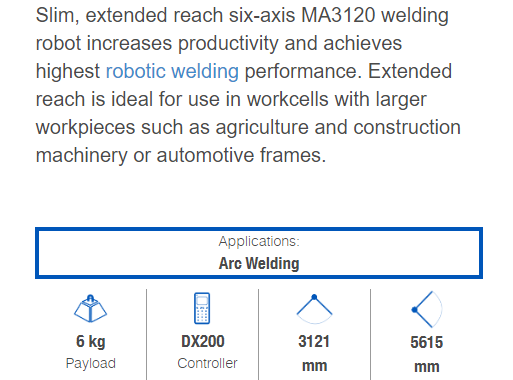 Slim, extended reach six-axis MA3120 welding
robot increases productivity and achieves
highest robotic welding performance. Extended
reach is ideal for use in workcells with larger
workpieces such as agriculture and construction
machinery or automotive frames.
Applications:
Arc Welding
6 kg DX200 3121 5615
Payload Controller mm mm